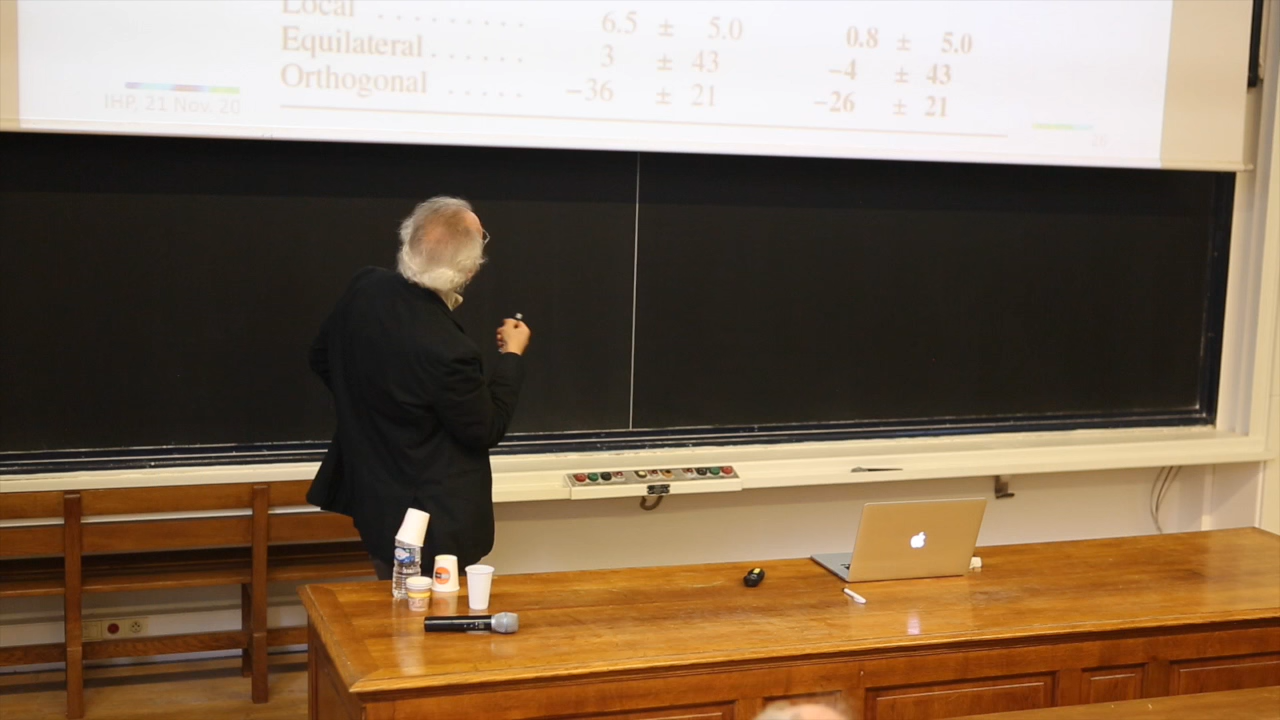 Local . . . . . . . . . 6.5 ± 5.0 0.8 ± 5.0
Equilateral . . . . . . 3 ± 43 −4 ± 43
Orthogonal . . . . . −36 ± 21 −26 ± 21
IHP, 21 Nov. 20